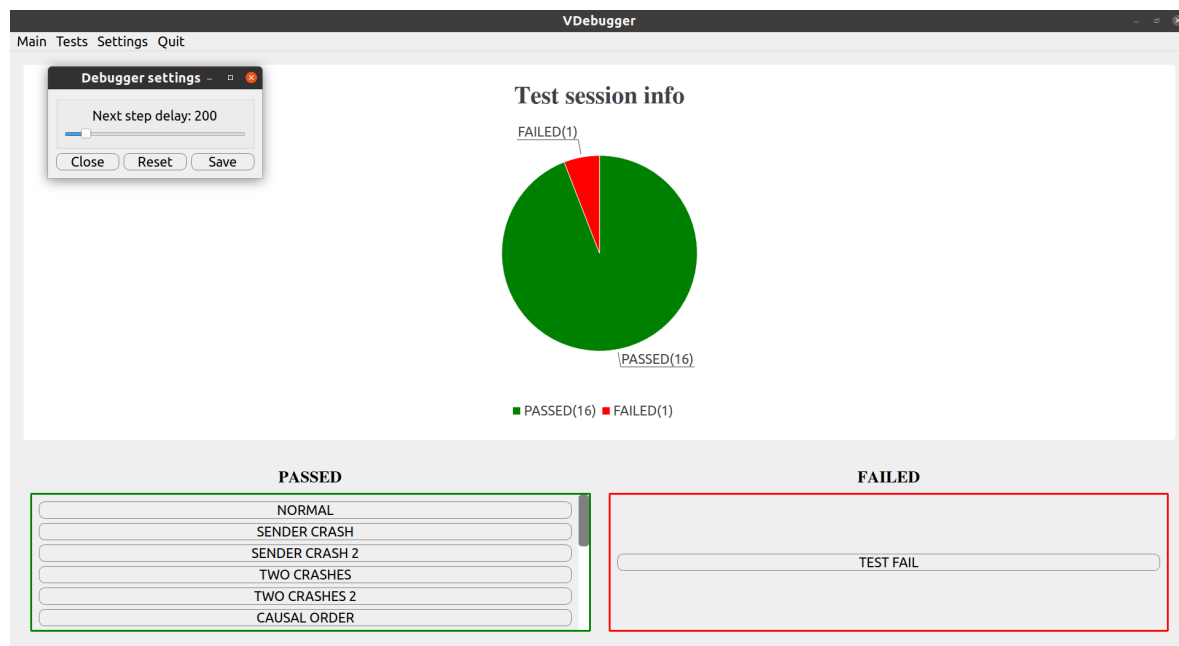 VDebugger
Main Tests Settings Quit
Debugger settings
Next step delay: 200
Close Reset Save
Test session info
FAILED(1)
PASSED(16)
PASSED(16) FAILED(1)
PASSED
NORMAL
SENDER CRASH
SENDER CRASH 2
TWO CRASHES
TWO CRASHES 2
CAUSAL ORDER
FAILED
TEST FAIL